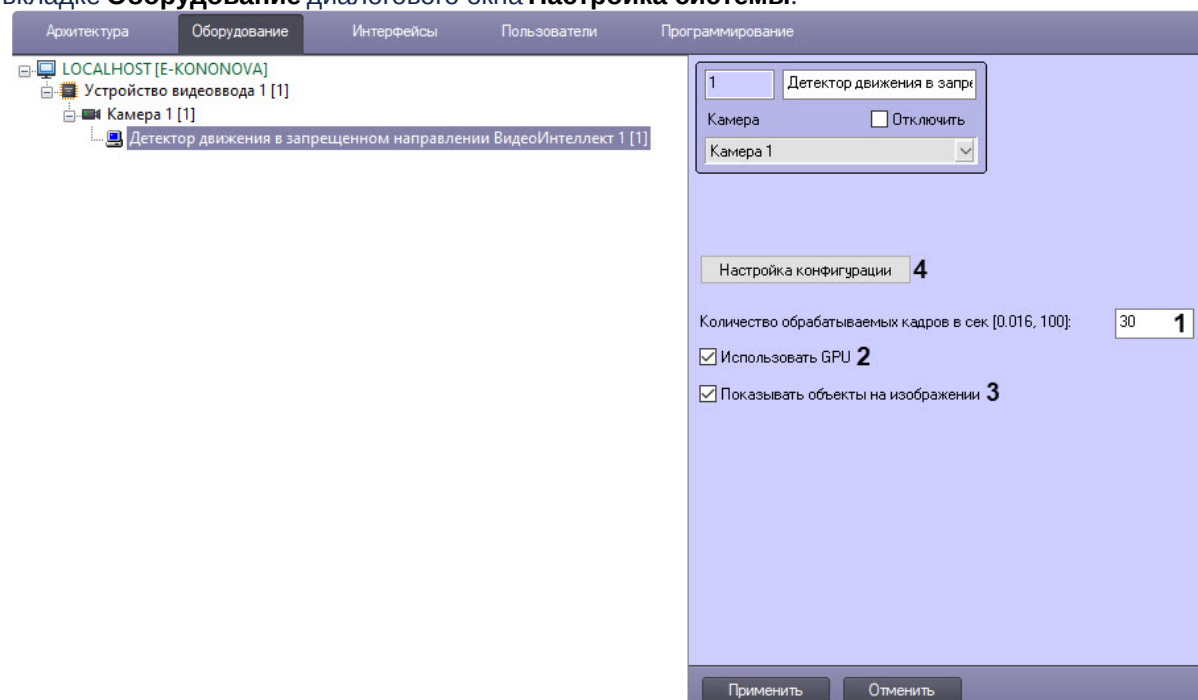 вкладке Оборудование диалогового окна Настройка системы.
Архитектура Оборудование Интерфейсы Пользователи Программирование
LOCALHOST [E-KONONOVA]
Устройство видеоввода 1 [1]
Камера 1 [1]
Детектор движения в запрещенном направлении ВидеоИнтеллект 1 [1]
1 Детектор движения в запре
Камера Отключить
Камера 1
Настройка конфигурации 4
Количество обрабатываемых кадров в сек [0.016, 100]: 30 1
Использовать GPU 2
Показывать объекты на изображении 3
Применить Отменить